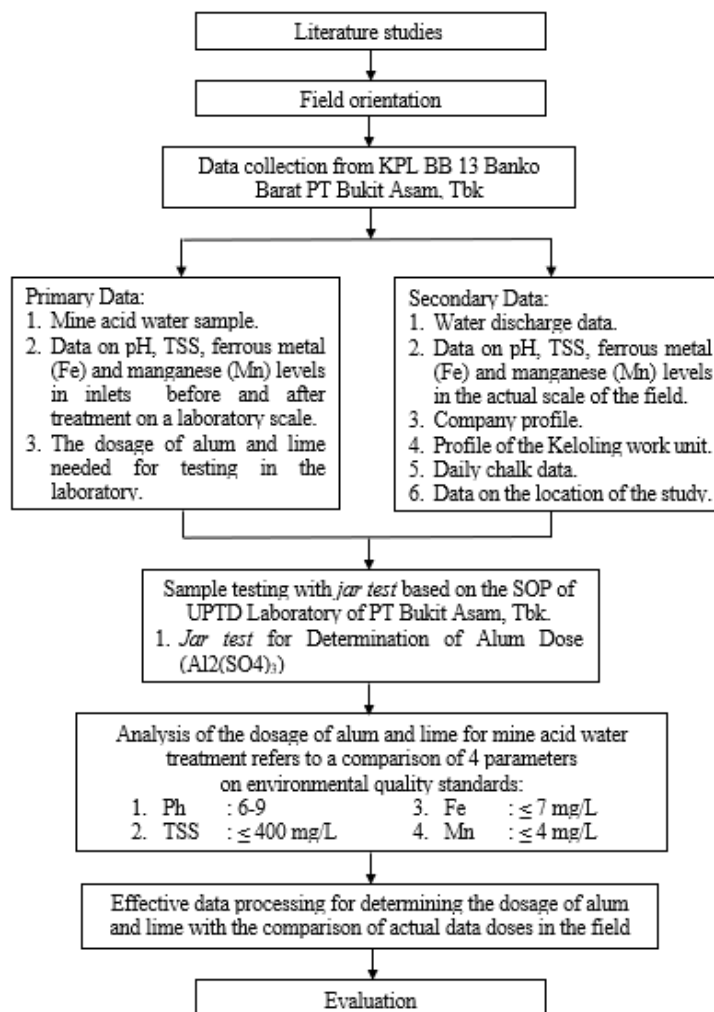 Literature studies
Field orientation
Data collection from KPL BB 13 Banko
Barat PT Bukit Asam, Tbk
Primary Data:
1. Mine acid water sample.
2. Data on pH, TSS, ferrous metal
(Fe) and manganese (Mn) levels
in inlets before and after
treatment on a laboratory scale.
3. The dosage of alum and lime
needed for testing in the
laboratory.
Secondary Data:
1. Water discharge data.
2. Data on pH, TSS, ferrous metal
(Fe) and manganese (Mn) levels
in the actual scale of the field.
3. Company profile.
4. Profile of the Keloling work unit.
5. Daily chalk data.
6. Data on the location of the study.
Sample testing with jar test based on the SOP of
UPTD Laboratory of PT Bukit Asam, Tbk.
1. Jar test for Determination of Alum Dose
(Al2(SO4)₃)
Analysis of the dosage of alum and lime for mine acid water
treatment refers to a comparison of 4 parameters
on environmental quality standards:
1. Ph : 6-9 3. Fe : ≤ 7 mg/L
2. TSS : ≤ 400 mg/L 4. Mn : ≤ 4 mg/L
Effective data processing for determining the dosage of alum
and lime with the comparison of actual data doses in the field
Evaluation